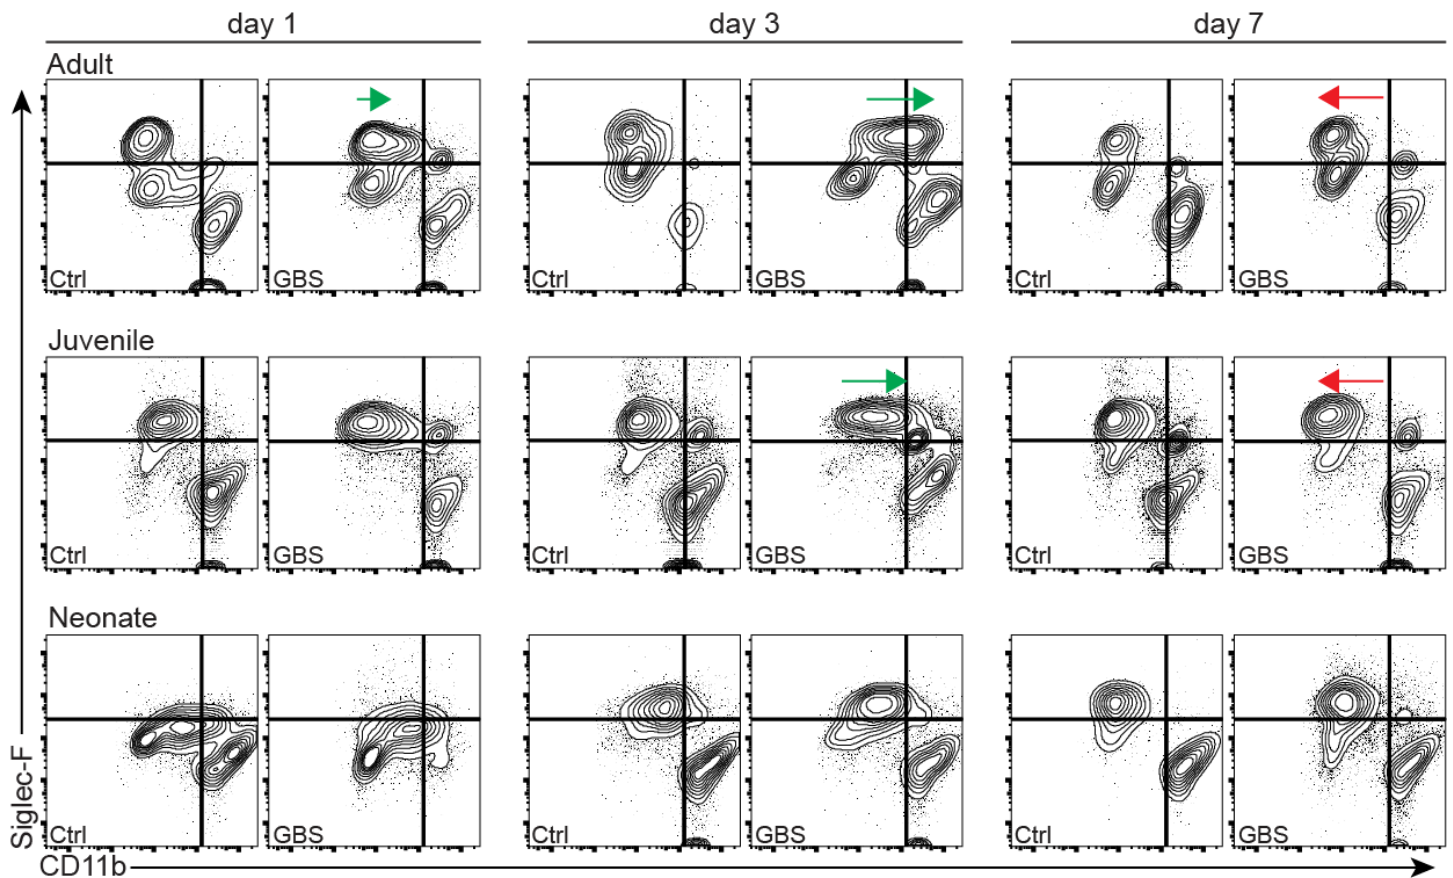 day 1 day 3 day 7
Adult
Ctrl GBS Ctrl GBS Ctrl GBS
Juvenile
Ctrl GBS Ctrl GBS Ctrl GBS
Neonate
Ctrl GBS Ctrl GBS Ctrl GBS
Siglec-F
CD11b